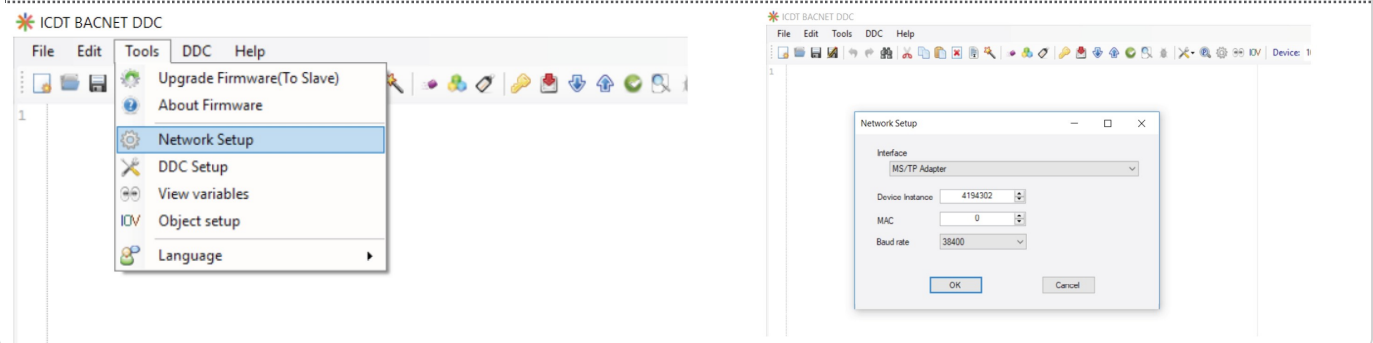 ICDT BACNET DDC
File Edit Tools DDC Help
Upgrade Firmware(To Slave)
About Firmware
1
Network Setup
DDC Setup
View variables
IOV Object setup
Language
ICDT BACNET DDC
File Edit Tools DDC Help
IOV Device:
1
Network Setup
Interface
MS/TP Adapter
Device Instance 4194302
MAC 0
Baud rate 38400
OK Cancel